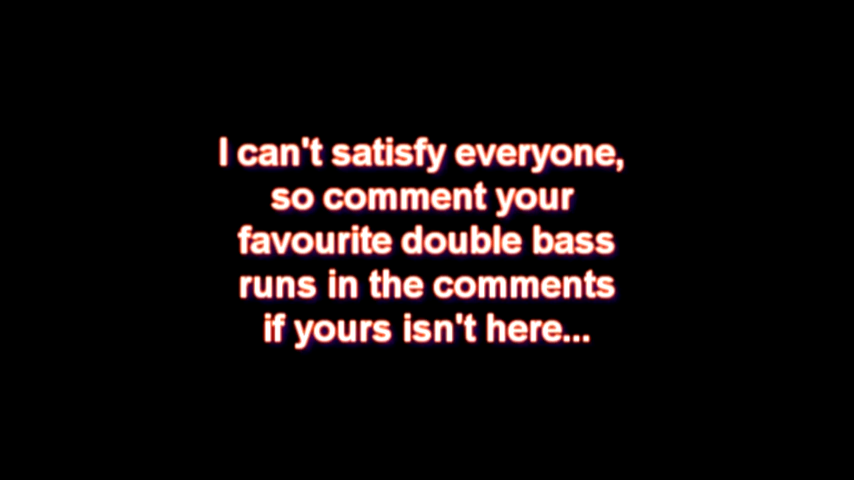 I can't satisfy everyone,
so comment your
favourite double bass
runs in the comments
if yours isn't here...